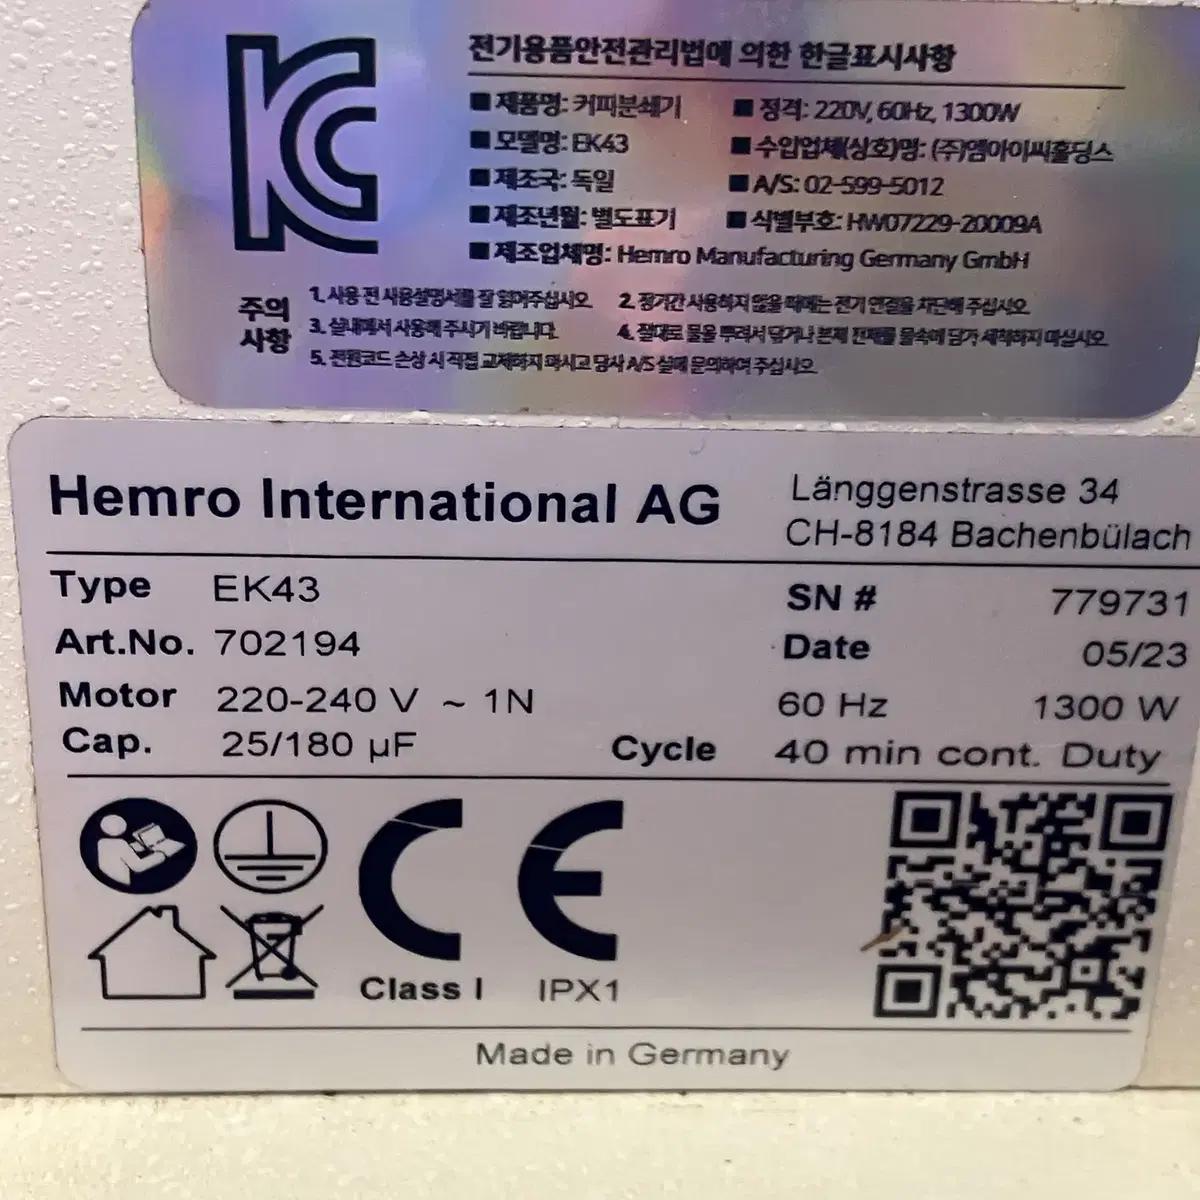 KC
전기용품안전관리법에 의한 한글표시사항
■ 제품명: 커피분쇄기 ■ 정격: 220V, 60Hz, 1300W
■ 모델명: EK43 ■ 수입업체(상호)명: (주)엠아이씨홀딩스
■ 제조국: 독일 ■ A/S: 02-599-5012
■ 제조년월: 별도표기 ■ 식별부호: HW07229-20009A
■ 제조업체명: Hemro Manufacturing Germany GmbH
주의
사항
1. 사용 전 사용설명서를 잘 읽어주십시오 2. 장기간 사용하지 않을 때에는 전기 연결을 차단해 주십시오
3. 실내에서 사용해 주시기 바랍니다. 4. 절대로 물을 뿌려서 닦거나 본체 전체를 물속에 담가 세척하지 마십시오
5. 전원코드 손상 시 직접 교체하지 마시고 당사 A/S 실에 문의하여 주십시오
Hemro International AG
Länggenstrasse 34
CH-8184 Bachenbülach
Type EK43 SN # 779731
Art.No. 702194 Date 05/23
Motor 220-240 V ~ 1N 60 Hz 1300 W
Cap. 25/180 µF Cycle 40 min cont. Duty
CE
Class I IPX1
Made in Germany